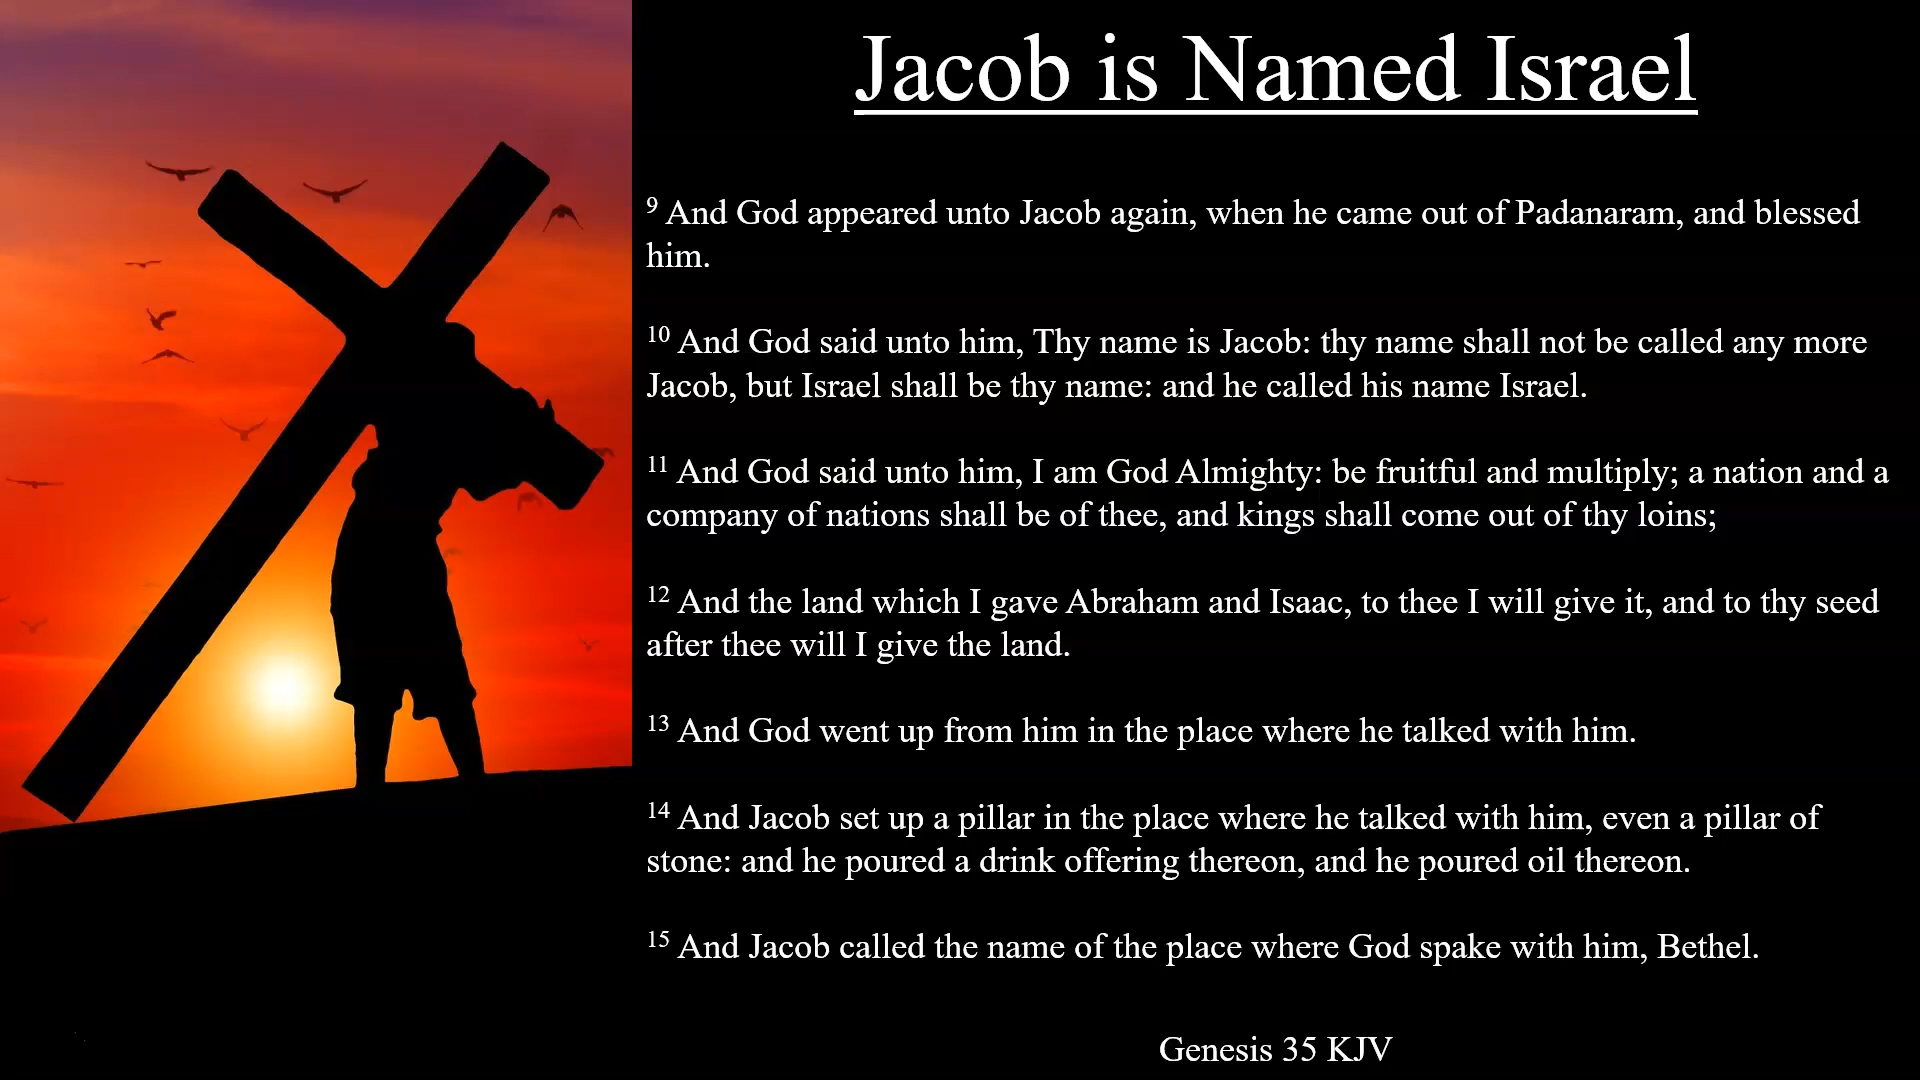 Jacob is Named Israel
9 And God appeared unto Jacob again, when he came out of Padanaram, and blessed
him.
10 And God said unto him, Thy name is Jacob: thy name shall not be called any more
Jacob, but Israel shall be thy name: and he called his name Israel.
11 And God said unto him, I am God Almighty: be fruitful and multiply; a nation and a
company of nations shall be of thee, and kings shall come out of thy loins;
12 And the land which I gave Abraham and Isaac, to thee I will give it, and to thy seed
after thee will I give the land.
13 And God went up from him in the place where he talked with him.
14 And Jacob set up a pillar in the place where he talked with him, even a pillar of
stone: and he poured a drink offering thereon, and he poured oil thereon.
15 And Jacob called the name of the place where God spake with him, Bethel.
Genesis 35 KJV